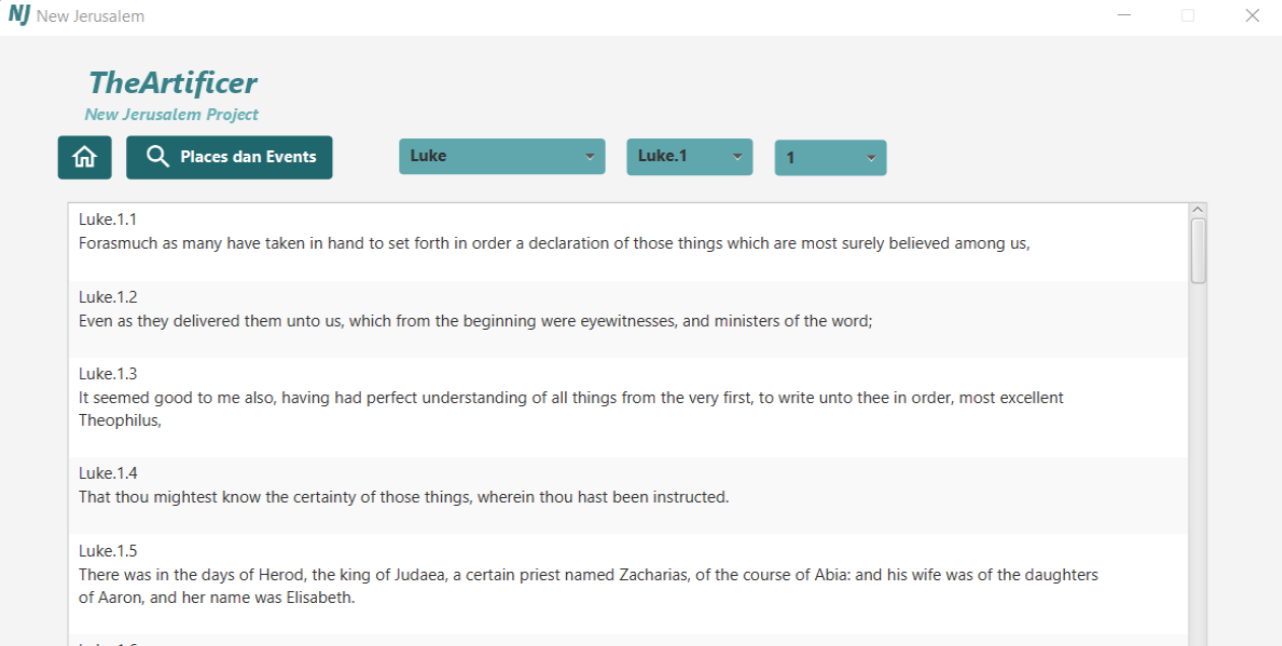 NJ New Jerusalem
TheArtificer
New Jerusalem Project
Places dan Events
Luke
Luke.1
1
Luke.1.1
Forasmuch as many have taken in hand to set forth in order a declaration of those things which are most surely believed among us,
Luke.1.2
Even as they delivered them unto us, which from the beginning were eyewitnesses, and ministers of the word;
Luke.1.3
It seemed good to me also, having had perfect understanding of all things from the very first, to write unto thee in order, most excellent
Theophilus,
Luke.1.4
That thou mightest know the certainty of those things, wherein thou hast been instructed.
Luke.1.5
There was in the days of Herod, the king of Judaea, a certain priest named Zacharias, of the course of Abia: and his wife was of the daughters
of Aaron, and her name was Elisabeth.